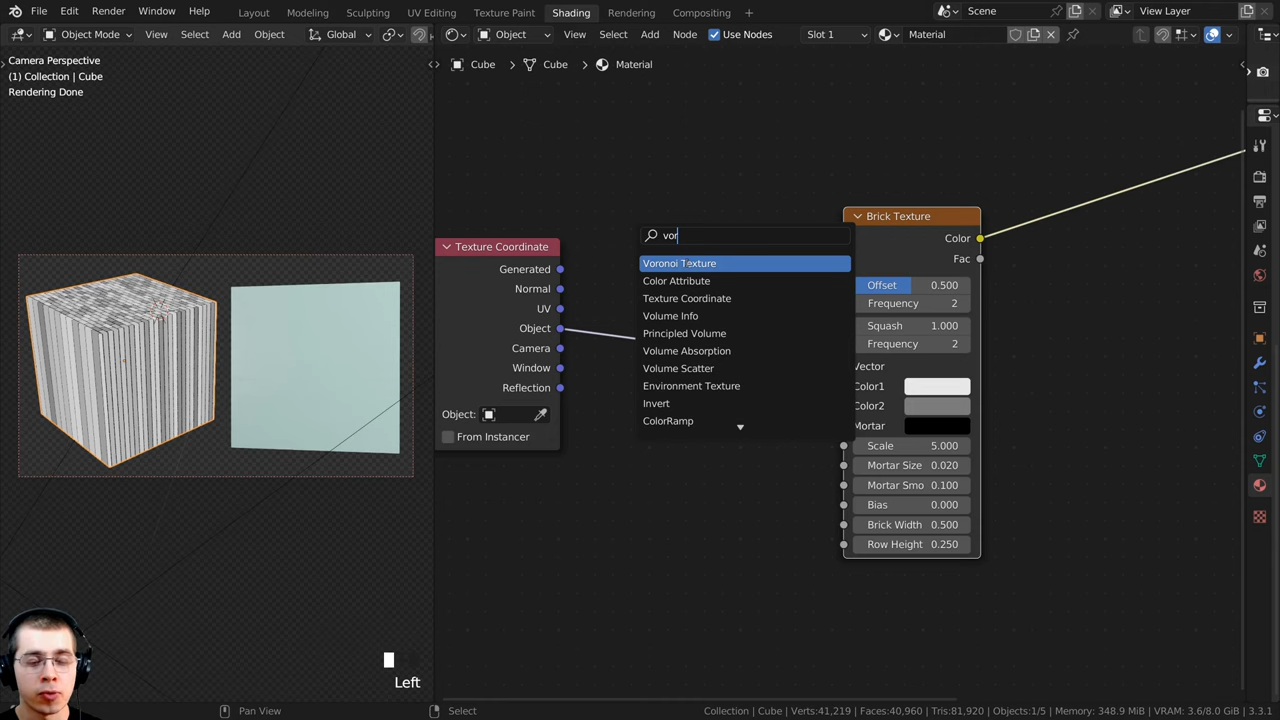 File Edit Render Window Help Layout Modeling Sculpting UV Editing Texture Paint Shading Rendering Compositing Scene View Layer
Object Mode View Select Add Object Global Object View Select Add Node Use Nodes Slot 1 Material
Camera Perspective
(1) Collection | Cube
Rendering Done
Cube > Cube > Material
Texture Coordinate
Generated
Normal
UV
Object
Camera
Window
Reflection
Object:
From Instancer
vor
Voronoi Texture
Color Attribute
Texture Coordinate
Volume Info
Principled Volume
Volume Absorption
Volume Scatter
Environment Texture
Invert
ColorRamp
Brick Texture
Color
Fac
Offset 0.500
Frequency 2
Squash 1.000
Frequency 2
Vector
Color1
Color2
Mortar
Scale 5.000
Mortar Size 0.020
Mortar Smo 0.100
Bias 0.000
Brick Width 0.500
Row Height 0.250
Left
Pan View Select Collection | Cube | Verts:41,219 | Faces:40,960 | Tris:81,920 | Objects:1/5 | Memory: 348.9 MiB | VRAM: 3.6/8.0 GiB | 3.3.1